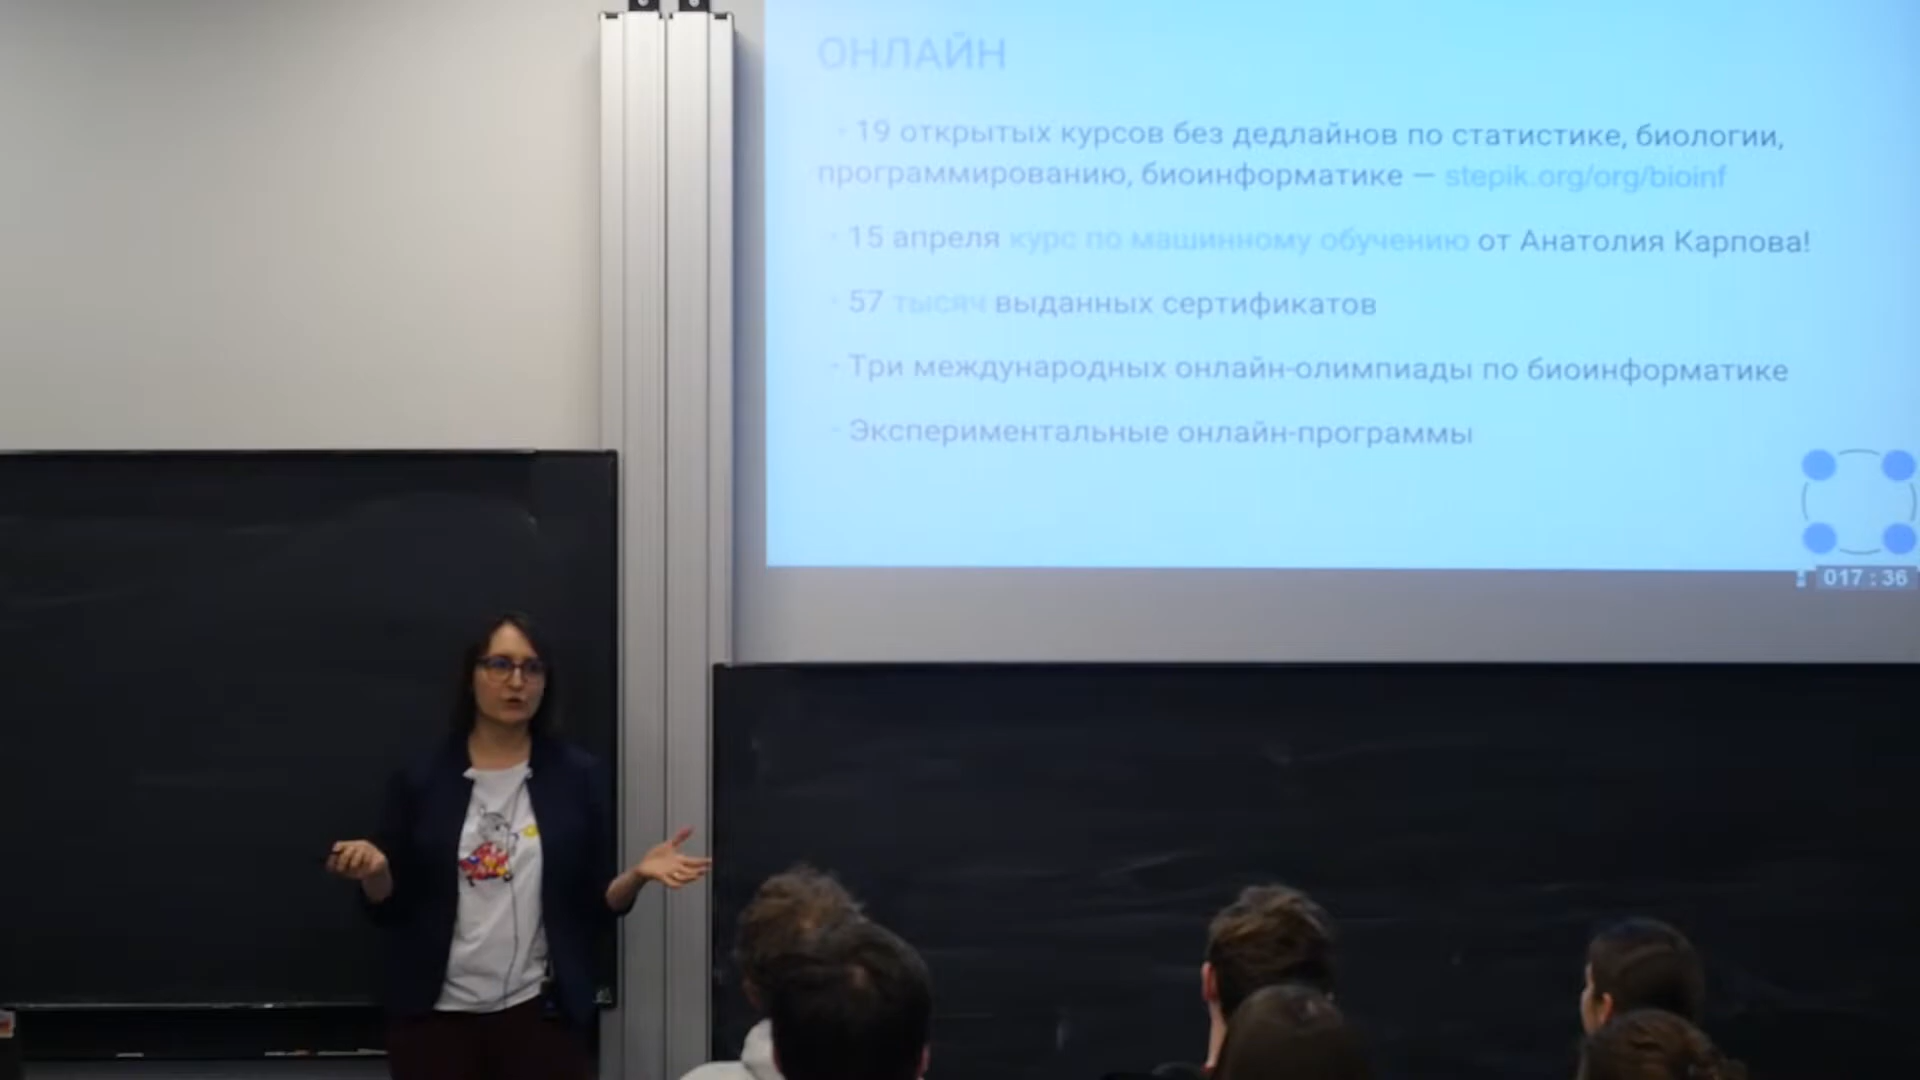 ОНЛАЙН
· 19 открытых курсов без дедлайнов по статистике, биологии,
программированию, биоинформатике — stepik.org/org/bioinf
· 15 апреля курс по машинному обучению от Анатолия Карпова!
· 57 тысяч выданных сертификатов
· Три международных онлайн-олимпиады по биоинформатике
· Экспериментальные онлайн-программы
017 : 36